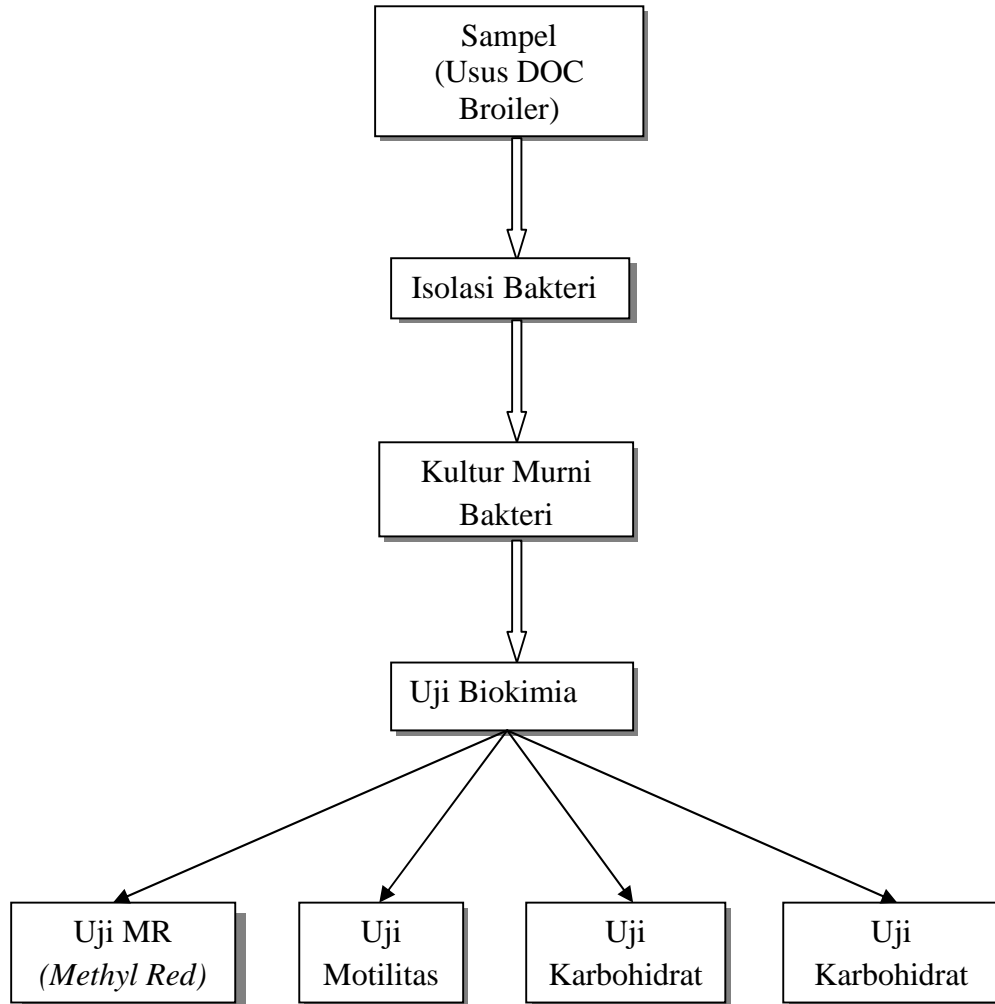 Sampel
(Usus DOC
Broiler)
Isolasi Bakteri
Kultur Murni
Bakteri
Uji Biokimia
Uji MR
(Methyl Red)
Uji
Motilitas
Uji
Karbohidrat
Uji
Karbohidrat